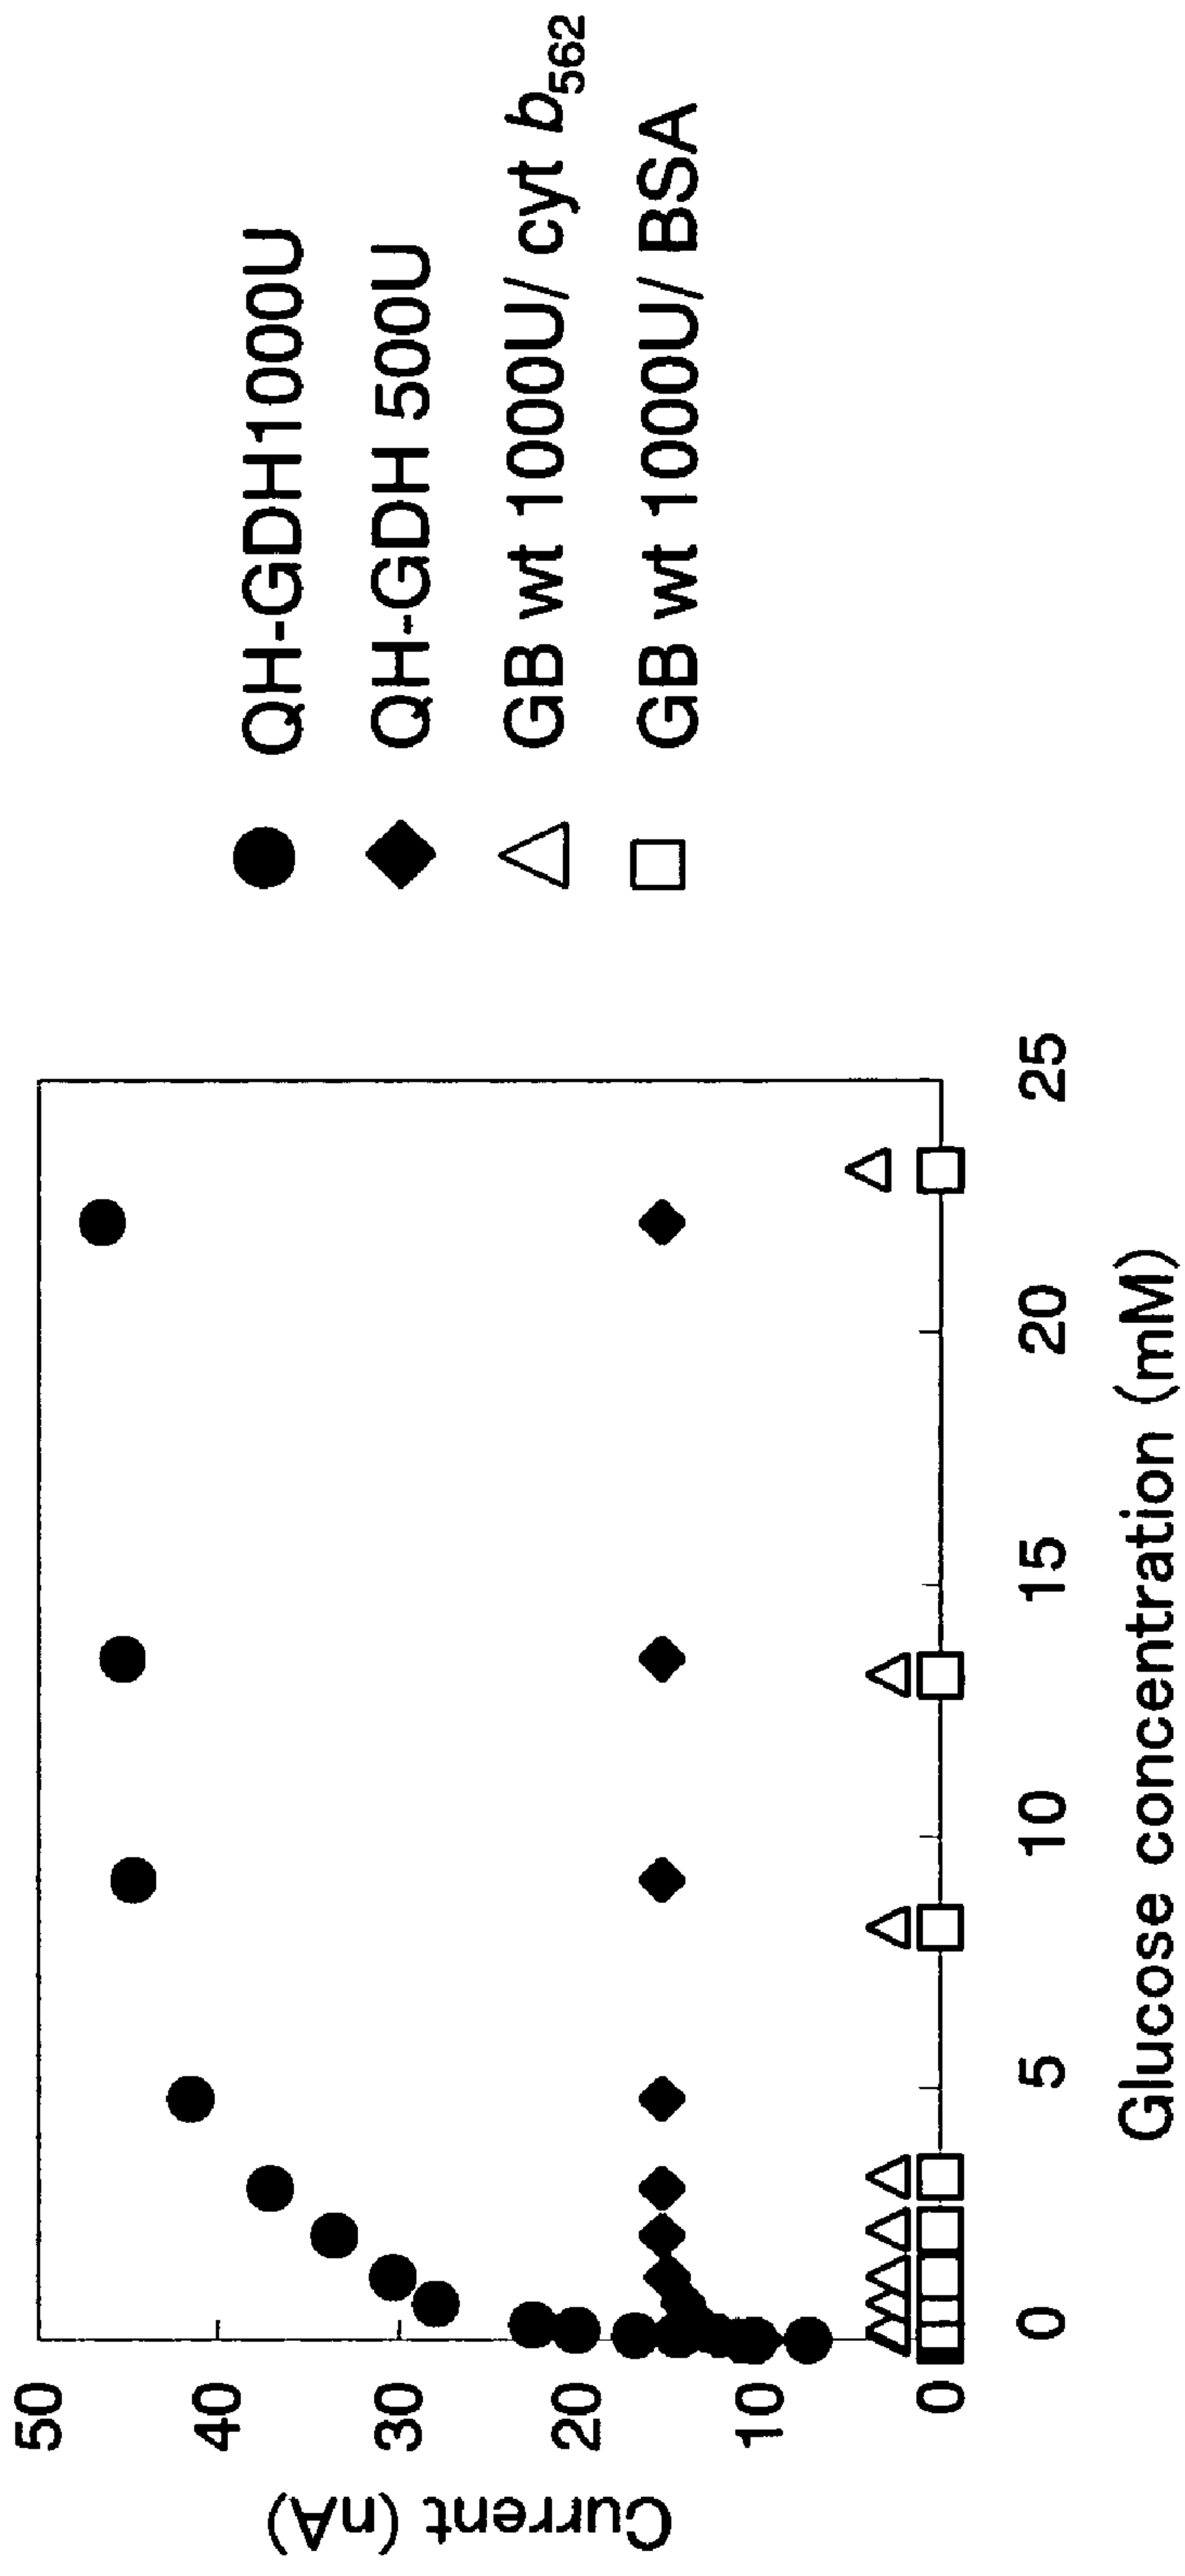 50
40
30
20
10
0
Current (nA)
0
5
10
15
20
25
Glucose concentration (mM)
QH-GDH1000U
QH-GDH 500U
GB wt 1000U/ cyt b562
GB wt 1000U/ BSA